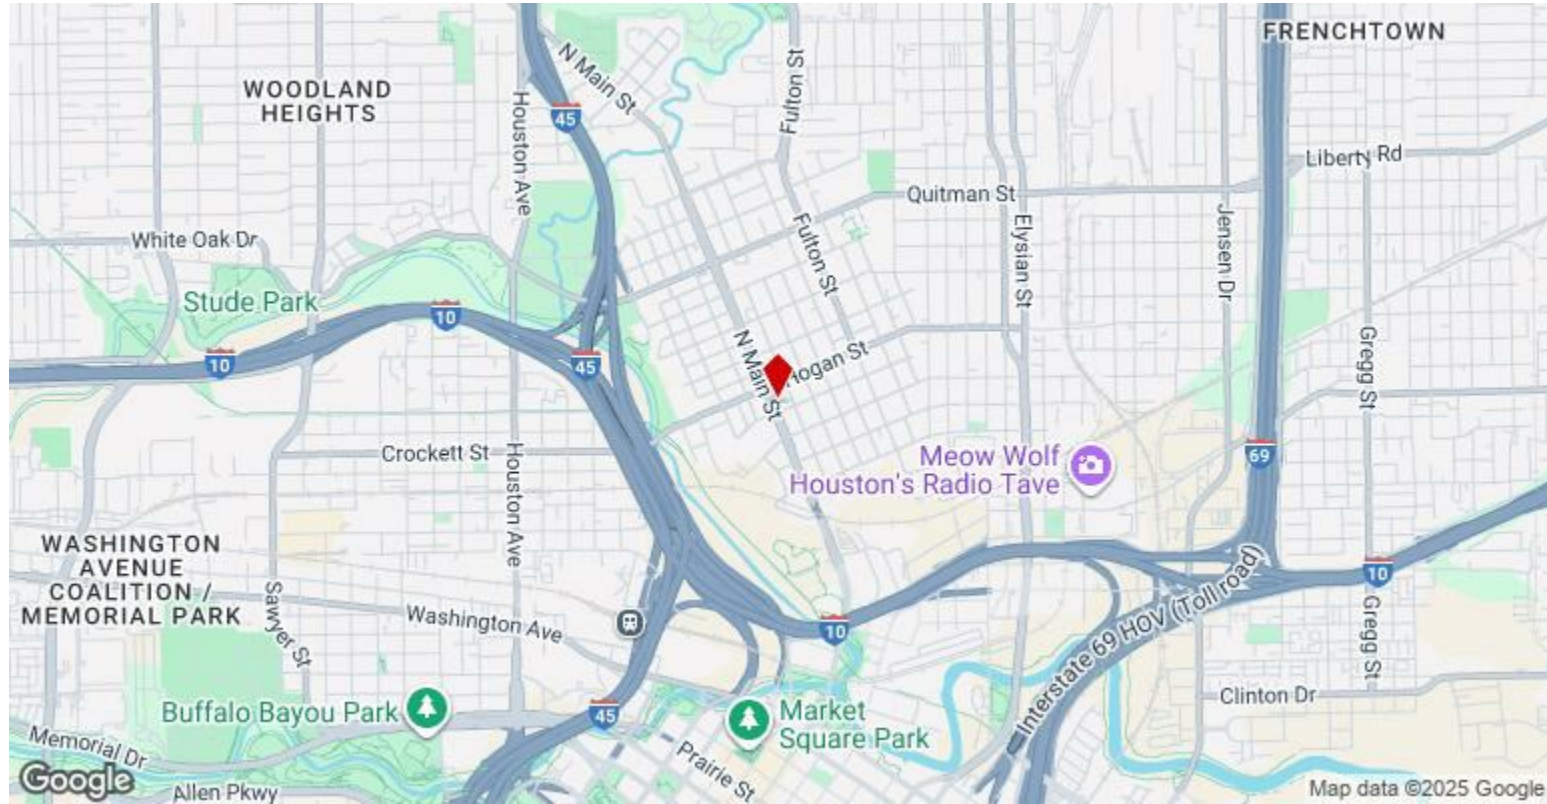 FRENCHTOWN
N Main St
Fulton St
WOODLAND
HEIGHTS
45
Houston Ave
Liberty Rd
Quitman St
Elysian St
Jensen Dr
Fulton St
White Oak Dr
Stude Park
10
10
45
N Main St
Hogan St
Gregg St
Crockett St
Houston Ave
Meow Wolf
Houston's Radio Tave
69
WASHINGTON
AVENUE
COALITION /
MEMORIAL PARK
Sawyer St
Washington Ave
10
10
Interstate 69 HOV (Toll road)
Gregg St
Clinton Dr
Buffalo Bayou Park
45
Market
Square Park
Memorial Dr
Prairie St
Google
Allen Pkwy
Map data ©2025 Google